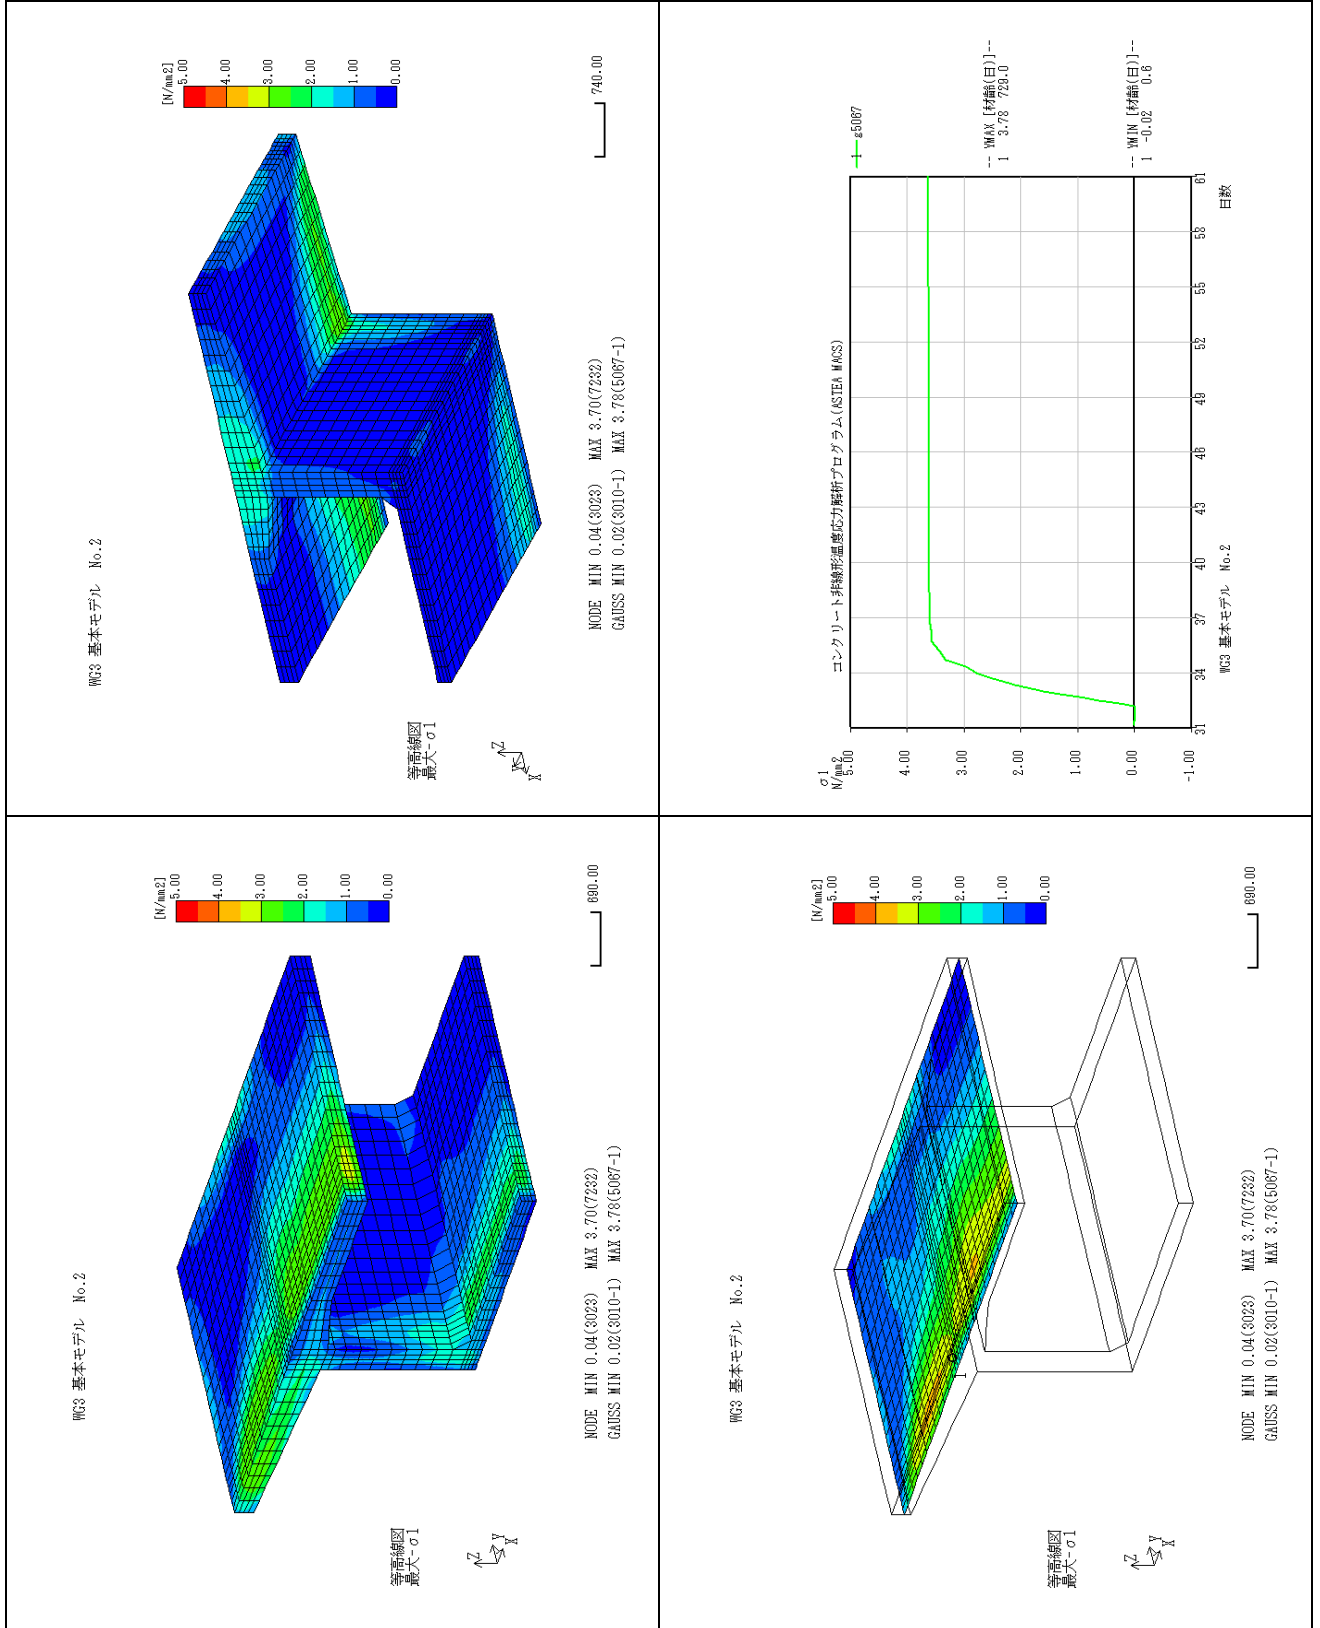 WG3 基本モデル No.2
[N/mm2]
5.00
4.00
3.00
2.00
1.00
0.00
690.00
等高線図
最大-σ1
Z
Y
X
NODE MIN 0.04(3023) MAX 3.70(7232)
GAUSS MIN 0.02(3010-1) MAX 3.78(5067-1)
WG3 基本モデル No.2
[N/mm2]
5.00
4.00
3.00
2.00
1.00
0.00
740.00
等高線図
最大-σ1
Z
Y
X
NODE MIN 0.04(3023) MAX 3.70(7232)
GAUSS MIN 0.02(3010-1) MAX 3.78(5067-1)
WG3 基本モデル No.2
[N/mm2]
5.00
4.00
3.00
2.00
1.00
0.00
1
690.00
等高線図
最大-σ1
Z
Y
X
NODE MIN 0.04(3023) MAX 3.70(7232)
GAUSS MIN 0.02(3010-1) MAX 3.78(5067-1)
コンクリート非線形温度応力解析プログラム(ASTEA MACS)
σ1
N/mm2
5.00
4.00
3.00
2.00
1.00
0.00
-1.00
1 g5067
-- YMAX [材齢(日)]--
1 3.78 729.0
-- YMIN [材齢(日)]--
1 -0.02 0.6
31 34 37 40 43 46 49 52 55 58 61
日数
WG3 基本モデル No.2